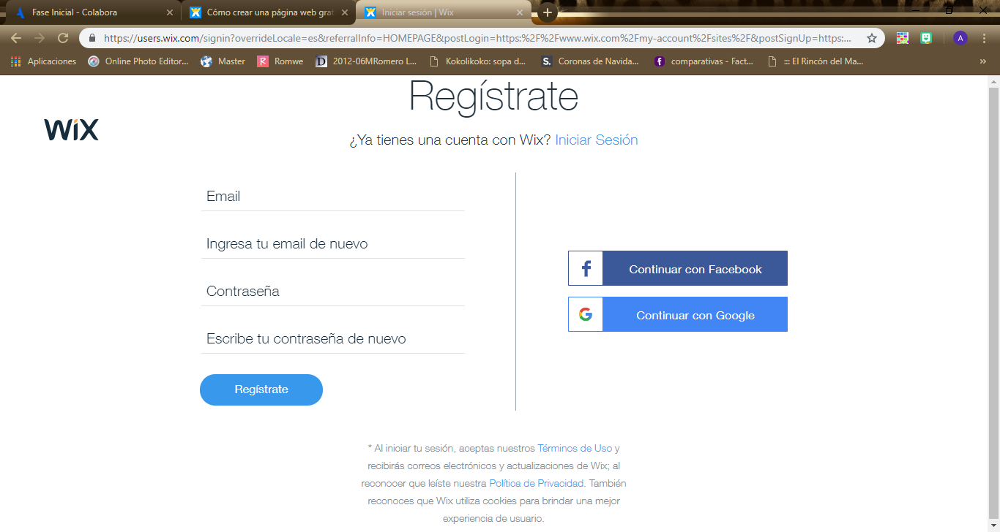 Fase Inicial - Colabora
Cómo crear una página web grat
Iniciar sesión | Wix
https://users.wix.com/signin?overrideLocale=es&referralInfo=HOMEPAGE&postLogin=https:%2F%2Fwww.wix.com%2Fmy-account%2Fsites%2F&postSignUp=https:...
A
Aplicaciones
Online Photo Editor...
Master
R Romwe
D 2012-06MRomero L...
Kokolikoko: sopa d...
S. Coronas de Navida...
f comparativas - Fact...
::: El Rincón del Ma...
»
Regístrate
WiX
¿Ya tienes una cuenta con Wix? Iniciar Sesión
Email
Ingresa tu email de nuevo
Contraseña
Escribe tu contraseña de nuevo
Regístrate
f Continuar con Facebook
G Continuar con Google
* Al iniciar tu sesión, aceptas nuestros Términos de Uso y
recibirás correos electrónicos y actualizaciones de Wix; al
reconocer que leíste nuestra Política de Privacidad. También
reconoces que Wix utiliza cookies para brindar una mejor
experiencia de usuario.